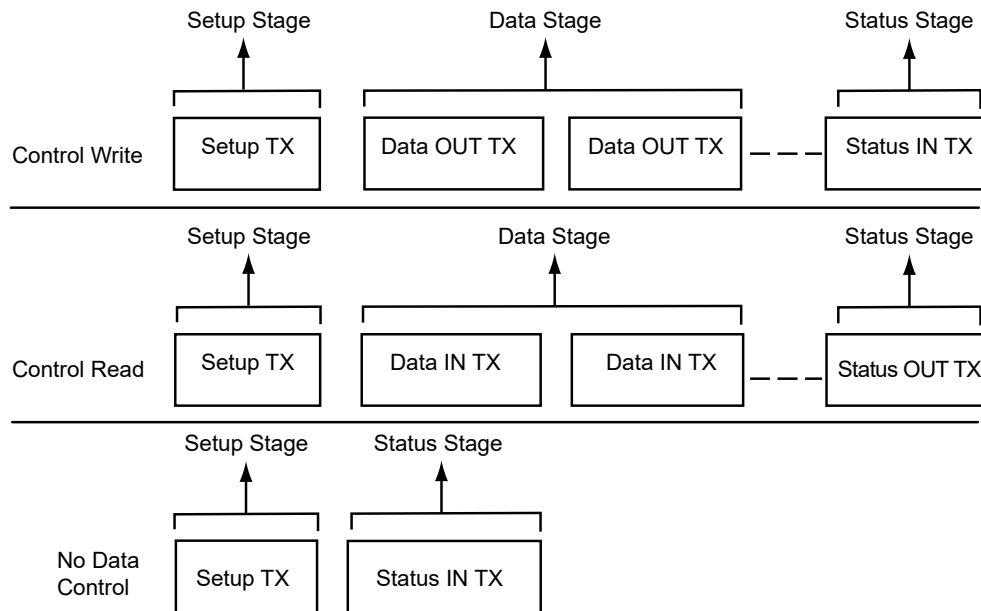 Setup Stage Data Stage Status Stage
Control Write Setup TX Data OUT TX Data OUT TX Status IN TX
Setup Stage Data Stage Status Stage
Control Read Setup TX Data IN TX Data IN TX Status OUT TX
Setup Stage Status Stage
No Data
Control
Setup TX Status IN TX